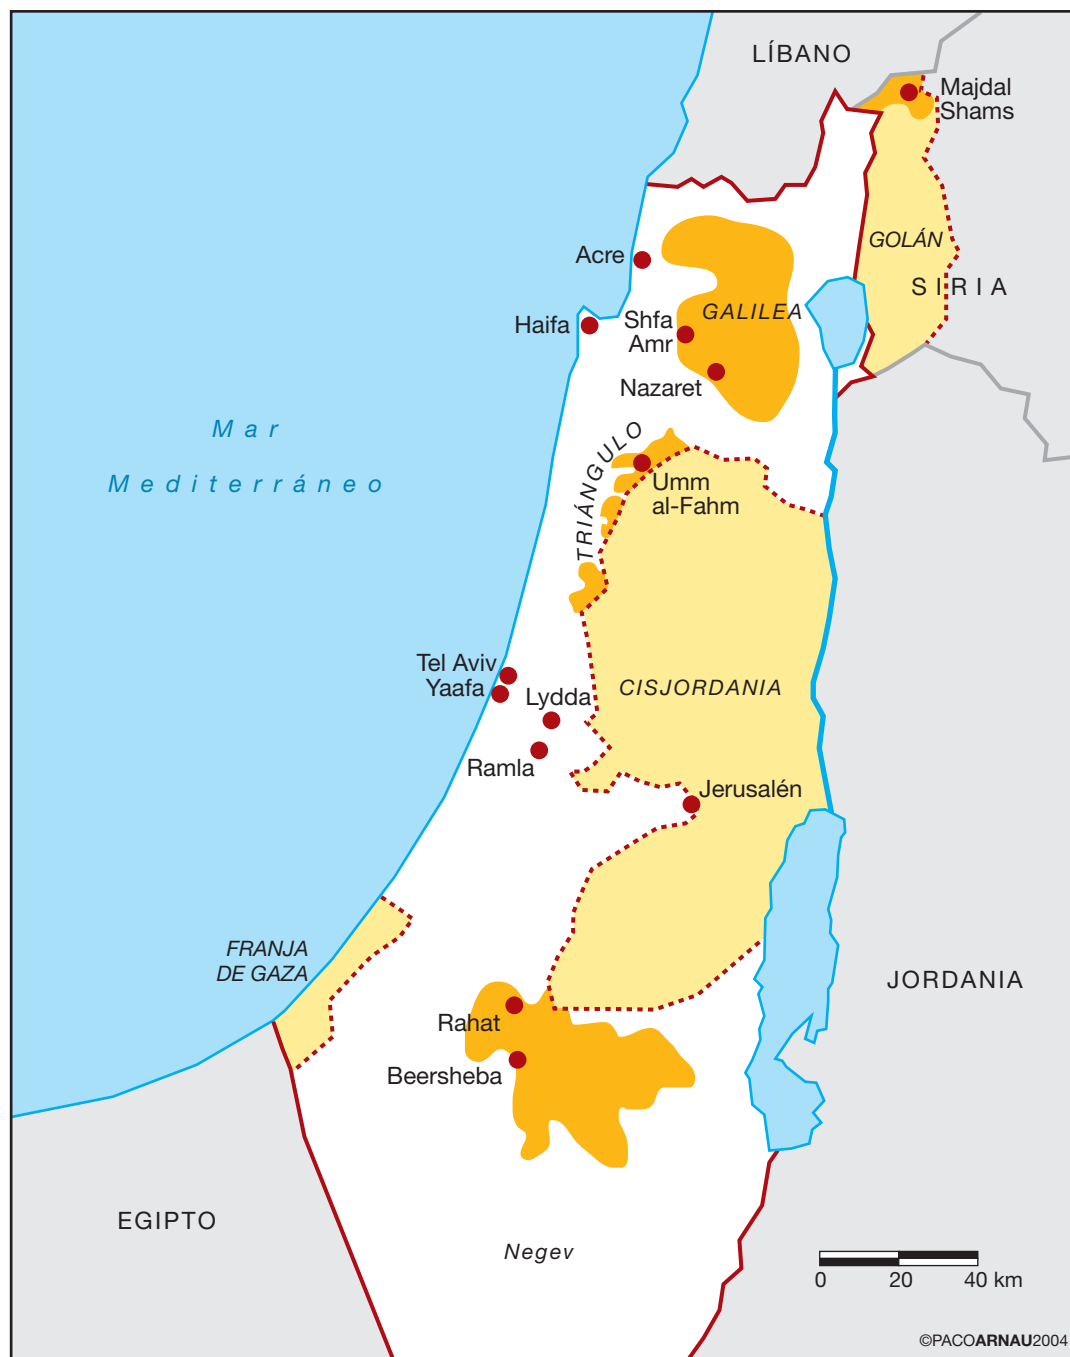 LÍBANO
Majdal
Shams
GOLÁN
SIRIA
Acre
GALILEA
Haifa
Shfa
Amr
Nazaret
Mar
Mediterráneo
TRIÁNGULO
Umm
al-Fahm
Tel Aviv
Yaafa
CISJORDANIA
Lydda
Ramla
Jerusalén
FRANJA
DE GAZA
JORDANIA
Rahat
Beersheba
EGIPTO
Negev
0 20 40 km
©PACOARNAU2004